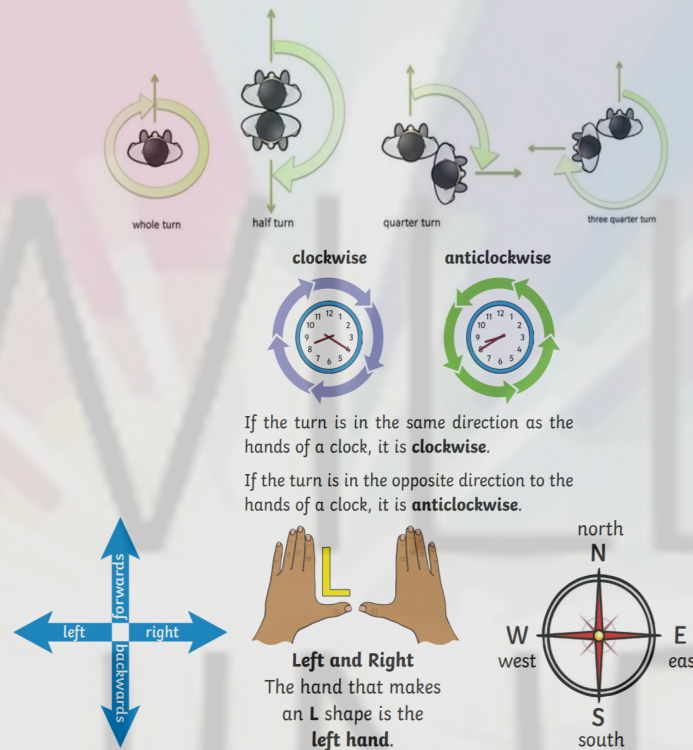 whole turn
half turn
quarter turn
three quarter turn
clockwise
anticlockwise
12
1
2
3
4
5
6
7
8
9
10
11
12
1
2
3
4
5
6
7
8
9
10
11
If the turn is in the same direction as the
hands of a clock, it is clockwise.
If the turn is in the opposite direction to the
hands of a clock, it is anticlockwise.
forwards
left
right
backwards
L
Left and Right
The hand that makes
an L shape is the
left hand.
north
N
W
west
E
eas
S
south